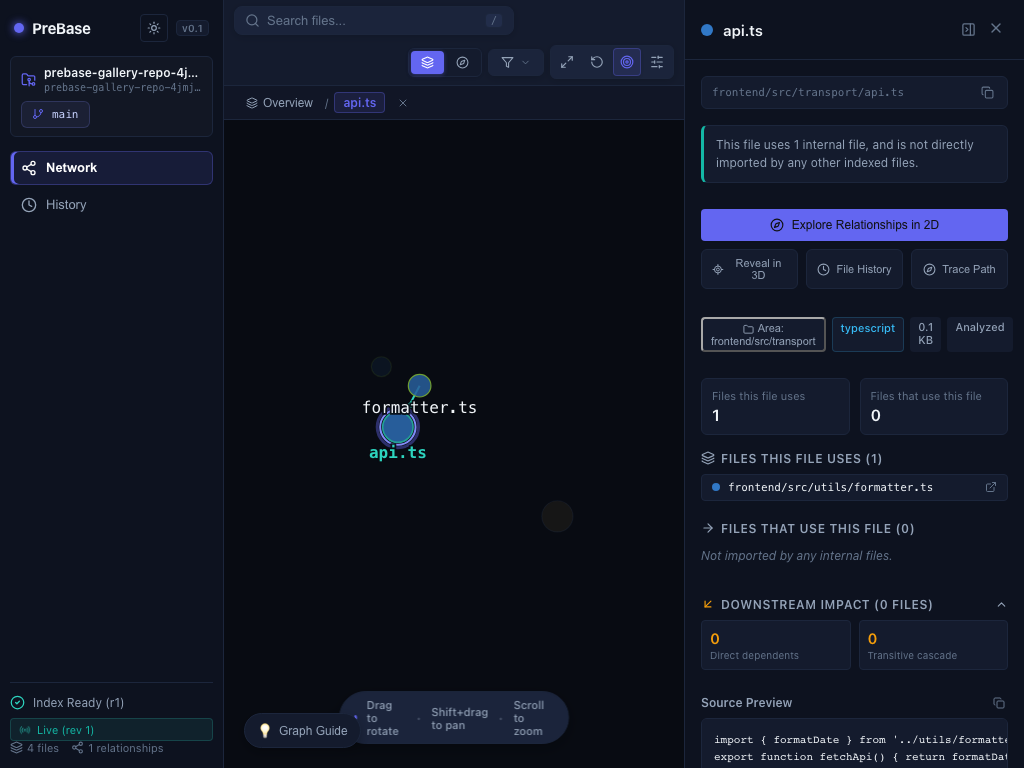 PreBase
v0.1
prebase-gallery-repo-4j...
prebase-gallery-repo-4jmj...
main
Network
History
Index Ready (r1)
Live (rev 1)
4 files
1 relationships
Search files...
/
Overview
/
api.ts
formatter.ts
api.ts
Graph Guide
Drag
to
rotate
Shift+drag
to pan
Scroll
to
zoom
api.ts
frontend/src/transport/api.ts
This file uses 1 internal file, and is not directly
imported by any other indexed files.
Explore Relationships in 2D
Reveal in
3D
File History
Trace Path
Area:
frontend/src/transport
typescript
0.1
KB
Analyzed
Files this file uses
1
Files that use this file
0
FILES THIS FILE USES (1)
frontend/src/utils/formatter.ts
FILES THAT USE THIS FILE (0)
Not imported by any internal files.
DOWNSTREAM IMPACT (0 FILES)
0
Direct dependents
0
Transitive cascade
Source Preview
import { formatDate } from '../utils/formatte
export function fetchApi() { return formatDat